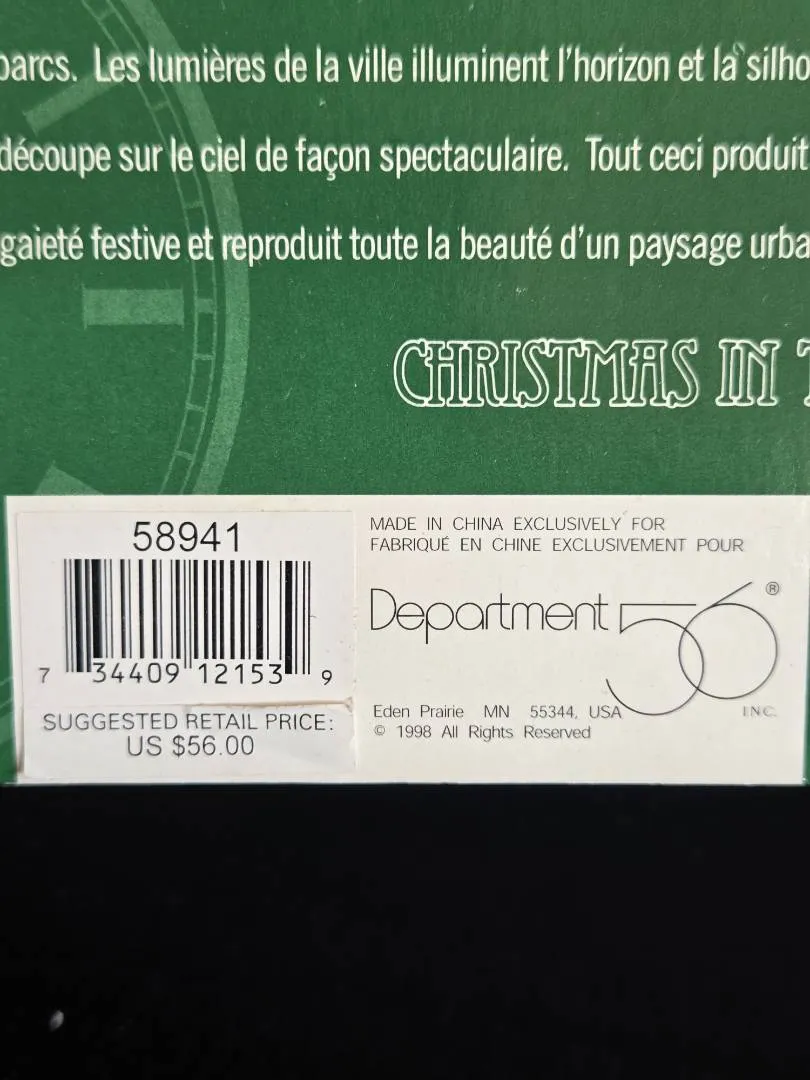 parcs. Les lumières de la ville illuminent l'horizon et la silho
découpe sur le ciel de façon spectaculaire. Tout ceci produit
gaieté festive et reproduit toute la beauté d'un paysage urba
CHRISTMAS IN T
58941
7 34409 12153 9
SUGGESTED RETAIL PRICE:
US $56.00
MADE IN CHINA EXCLUSIVELY FOR
FABRIQUÉ EN CHINE EXCLUSIVEMENT POUR
Department 56 ®
INC.
Eden Prairie MN 55344, USA
© 1998 All Rights Reserved